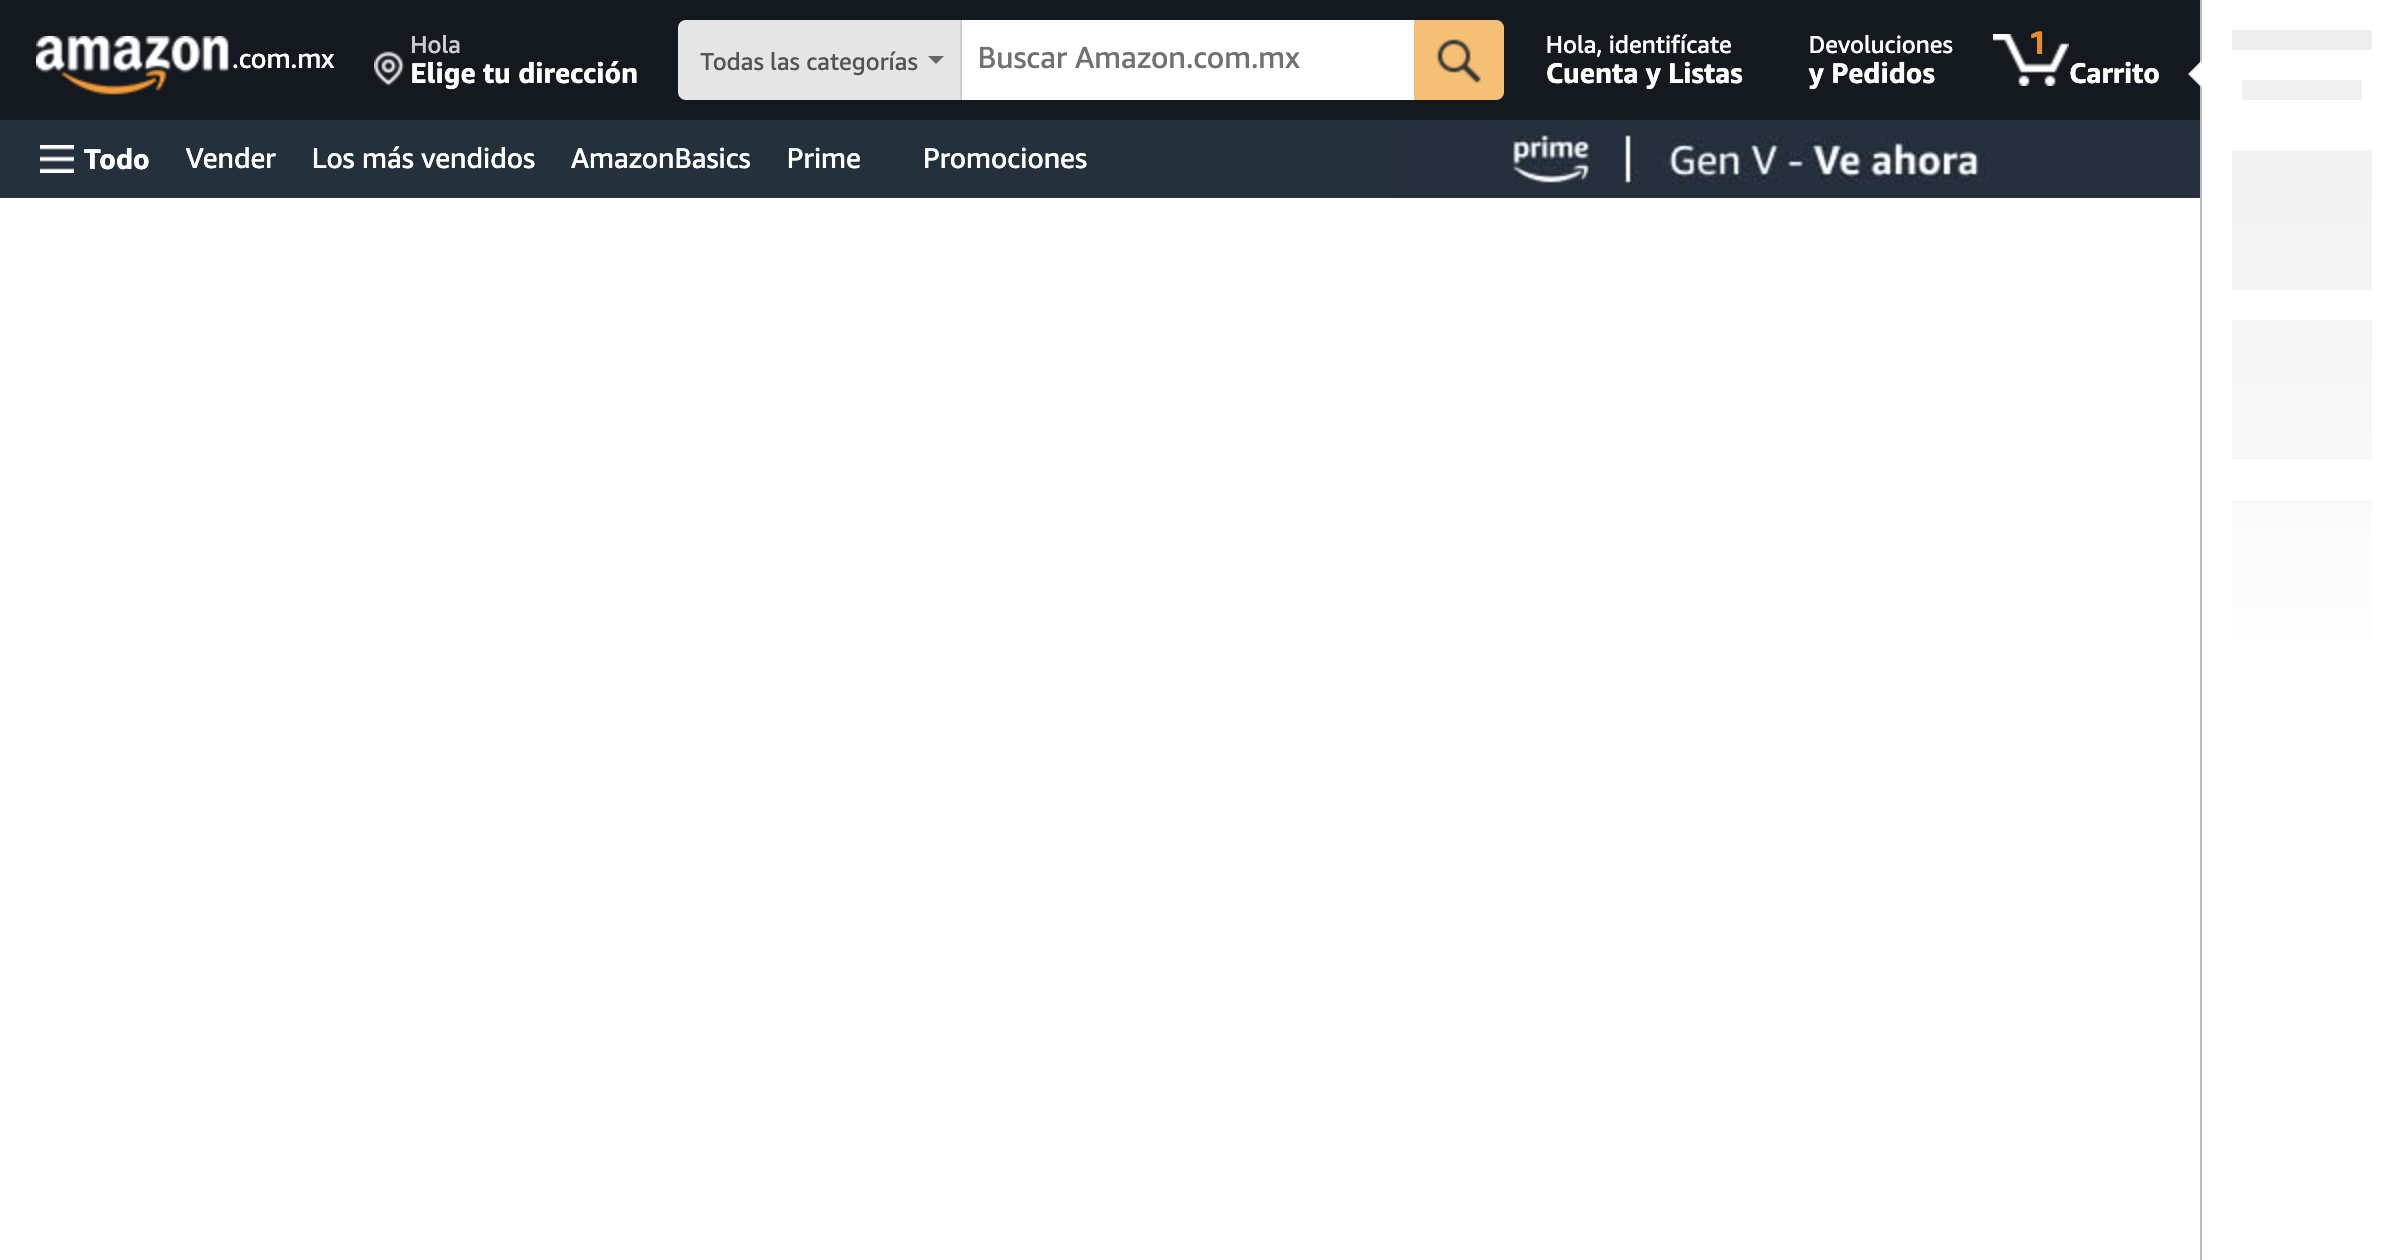 amazon.com.mx
Hola
Elige tu dirección
Todas las categorías
Buscar Amazon.com.mx
Hola, identifícate
Cuenta y Listas
Devoluciones
y Pedidos
1
Carrito
Todo
Vender
Los más vendidos
AmazonBasics
Prime
Promociones
prime
Gen V - Ve ahora